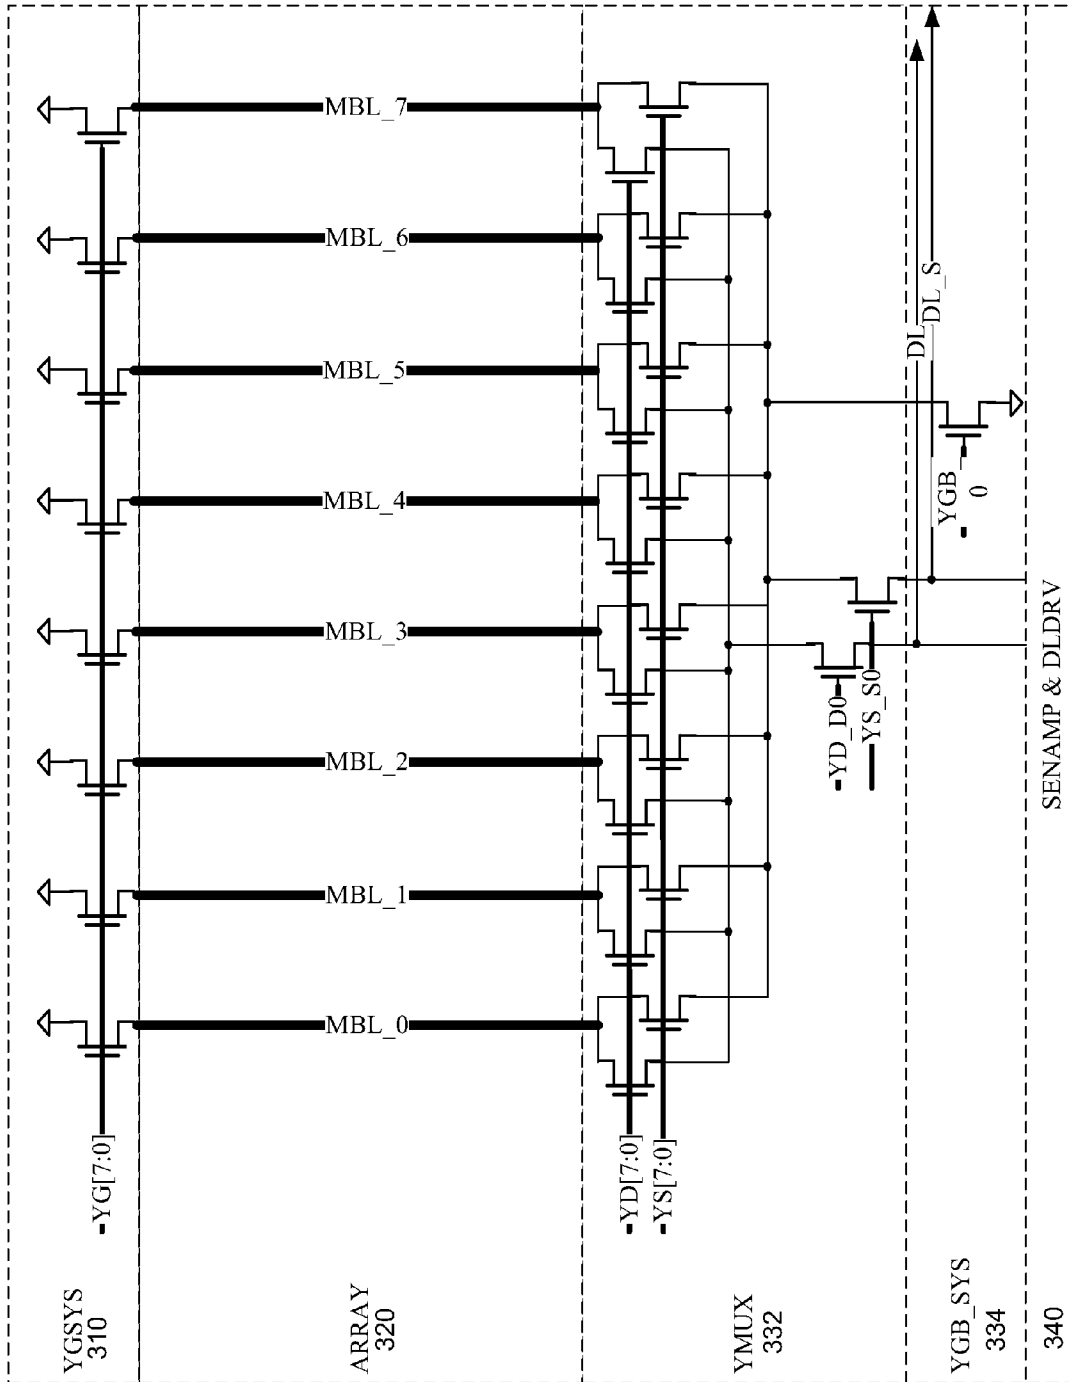 YGSYS
310
-YG[7:0]
ARRAY
320
MBL_0
MBL_1
MBL_2
MBL_3
MBL_4
MBL_5
MBL_6
MBL_7
YMUX
332
-YD[7:0]
-YS[7:0]
-YD_D0
YS_S0
YGB_SYS
334
YGB_
0
DL
DL_S
340
SENAMP & DLDRV